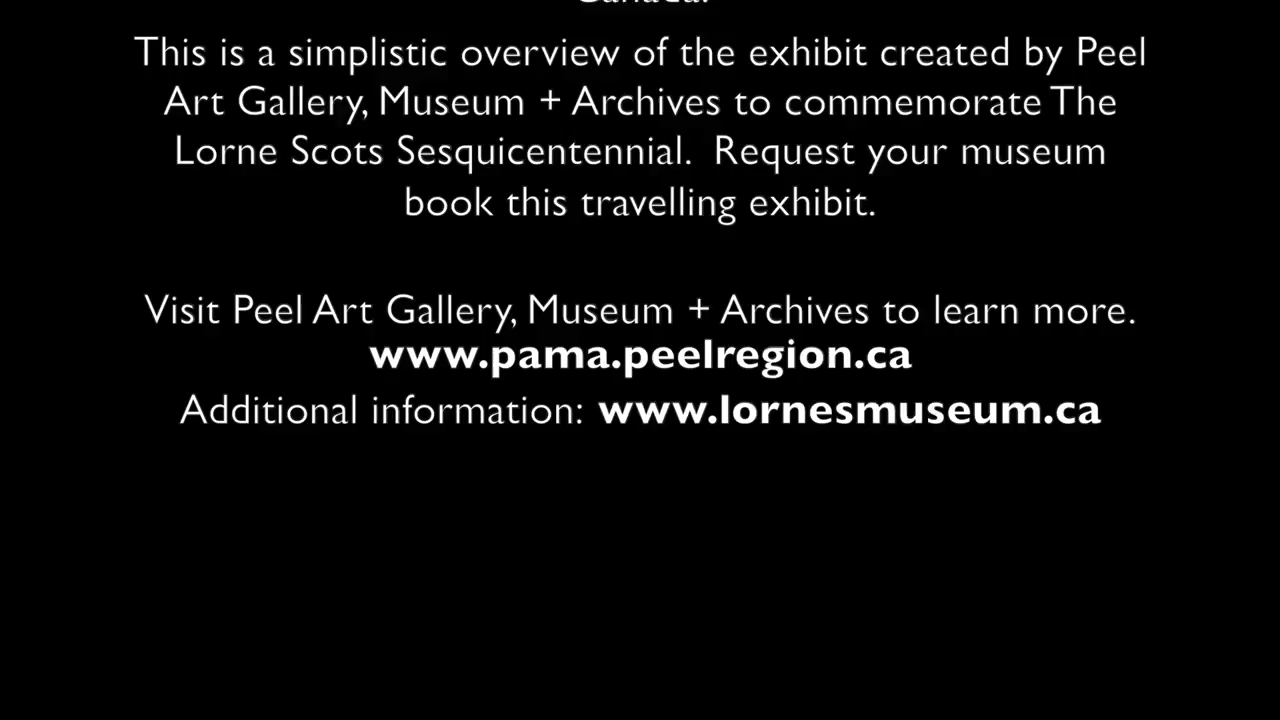 Canada.
This is a simplistic overview of the exhibit created by Peel
Art Gallery, Museum + Archives to commemorate The
Lorne Scots Sesquicentennial.  Request your museum
book this travelling exhibit.
Visit Peel Art Gallery, Museum + Archives to learn more.
www.pama.peelregion.ca
Additional information: www.lornesmuseum.ca